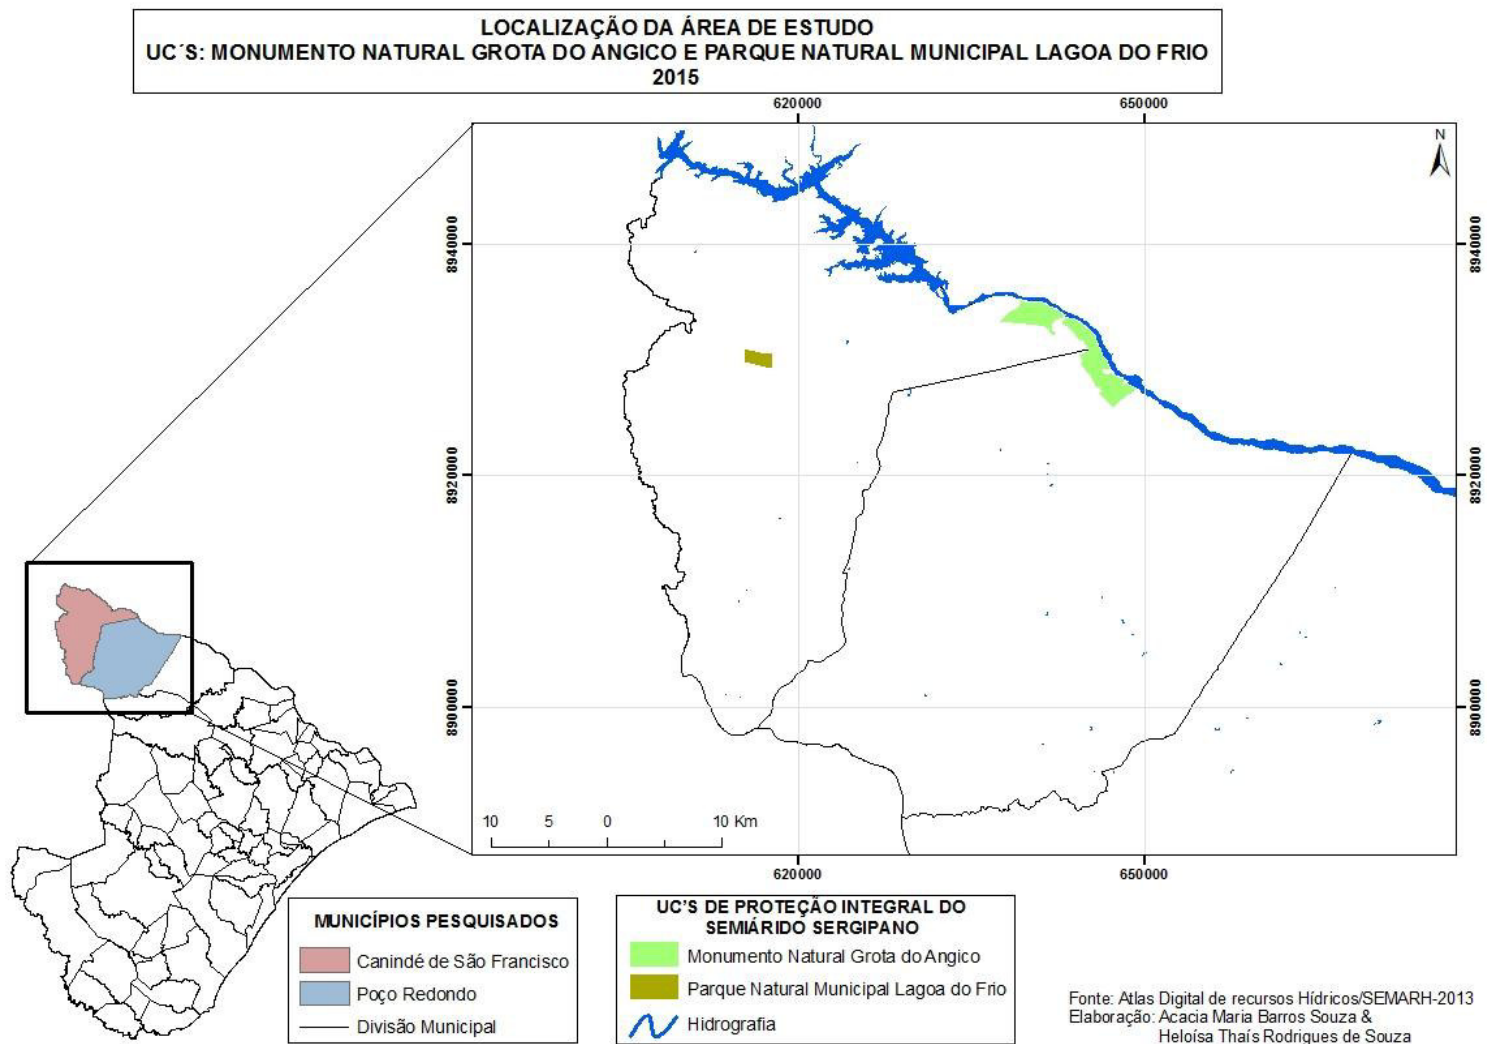 LOCALIZAÇÃO DA ÁREA DE ESTUDO
UC´S: MONUMENTO NATURAL GROTA DO ANGICO E PARQUE NATURAL MUNICIPAL LAGOA DO FRIO
2015
620000
650000
N
8940000
8940000
8920000
8920000
8900000
8900000
10 5 0 10 Km
620000
650000
MUNICÍPIOS PESQUISADOS
Canindé de São Francisco
Poço Redondo
Divisão Municipal
UC'S DE PROTEÇÃO INTEGRAL DO
SEMIÁRIDO SERGIPANO
Monumento Natural Grota do Angico
Parque Natural Municipal Lagoa do Frio
Hidrografia
Fonte: Atlas Digital de recursos Hídricos/SEMARH-2013
Elaboração: Acacia Maria Barros Souza &
Heloísa Thaís Rodrigues de Souza